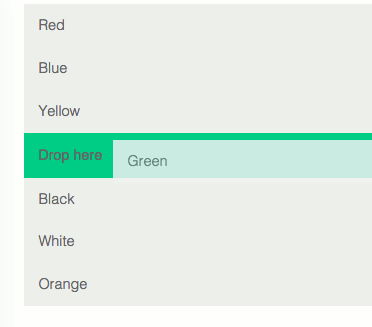 Red
Blue
Yellow
Drop here
Green
Black
White
Orange